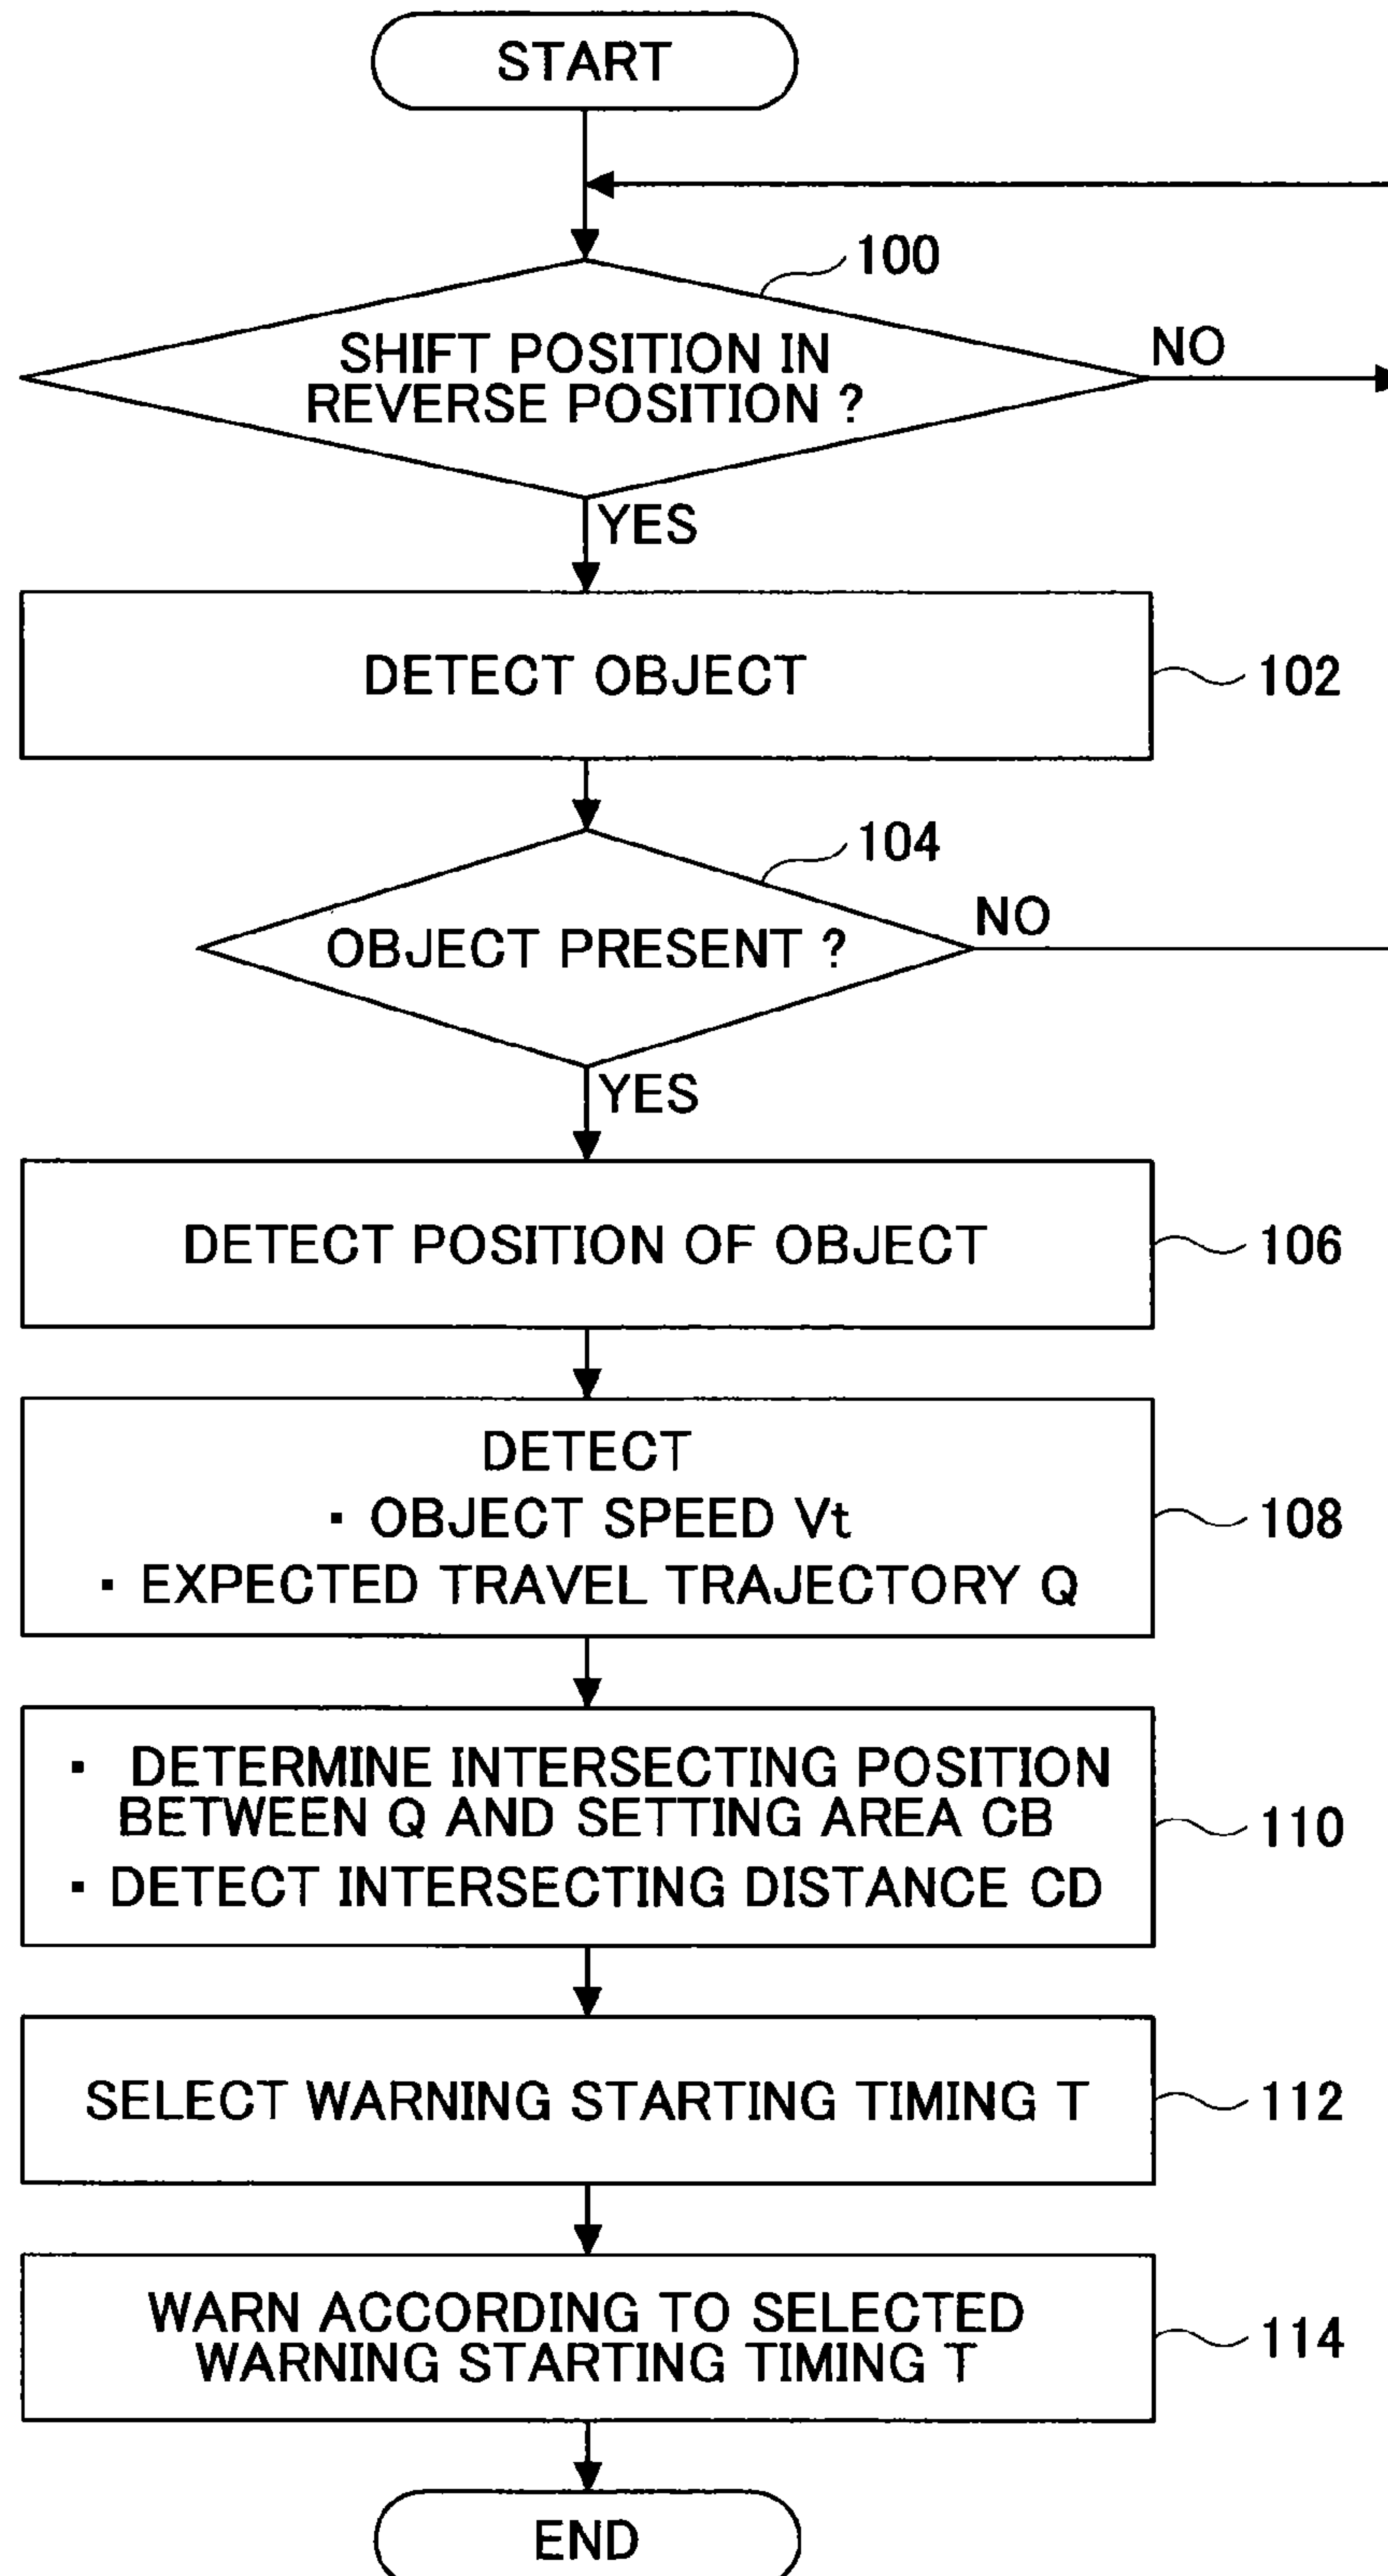 START
100
SHIFT POSITION IN
REVERSE POSITION ?
NO
YES
DETECT OBJECT
102
104
OBJECT PRESENT ?
NO
YES
DETECT POSITION OF OBJECT
106
DETECT
・ OBJECT SPEED Vt
・ EXPECTED TRAVEL TRAJECTORY Q
108
・ DETERMINE INTERSECTING POSITION
BETWEEN Q AND SETTING AREA CB
・ DETECT INTERSECTING DISTANCE CD
110
SELECT WARNING STARTING TIMING T
112
WARN ACCORDING TO SELECTED
WARNING STARTING TIMING T
114
END